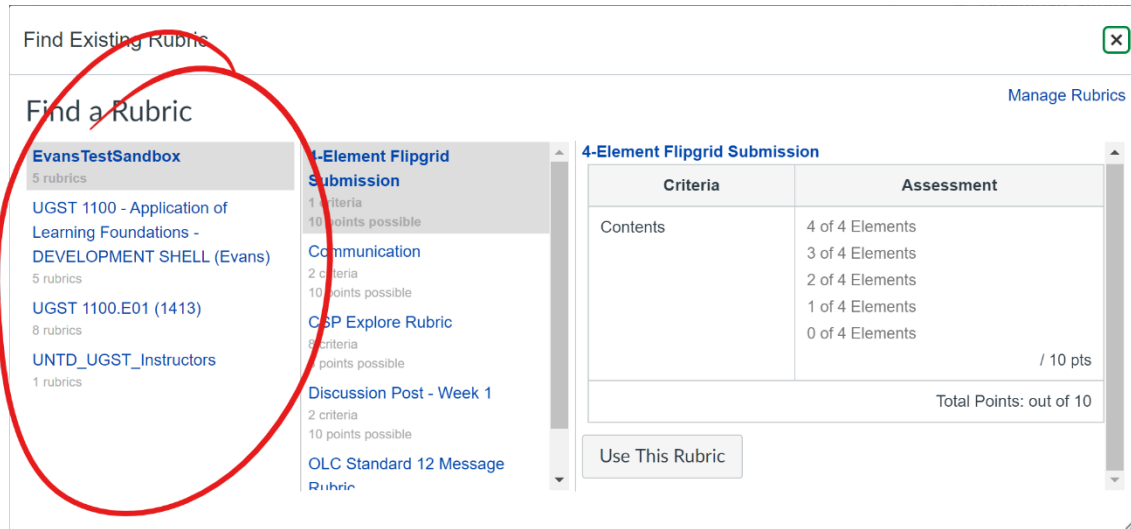 Find Existing Rubric
Find a Rubric
Manage Rubrics
EvansTestSandbox
5 rubrics
UGST 1100 - Application of
Learning Foundations -
DEVELOPMENT SHELL (Evans)
5 rubrics
UGST 1100.E01 (1413)
8 rubrics
UNTD_UGST_Instructors
1 rubrics
4-Element Flipgrid
Submission
1 criteria
10 points possible
Communication
2 criteria
10 points possible
CSP Explore Rubric
8 criteria
points possible
Discussion Post - Week 1
2 criteria
10 points possible
OLC Standard 12 Message
Rubric
4-Element Flipgrid Submission
Criteria
Assessment
Contents
4 of 4 Elements
3 of 4 Elements
2 of 4 Elements
1 of 4 Elements
0 of 4 Elements
/ 10 pts
Total Points: out of 10
Use This Rubric